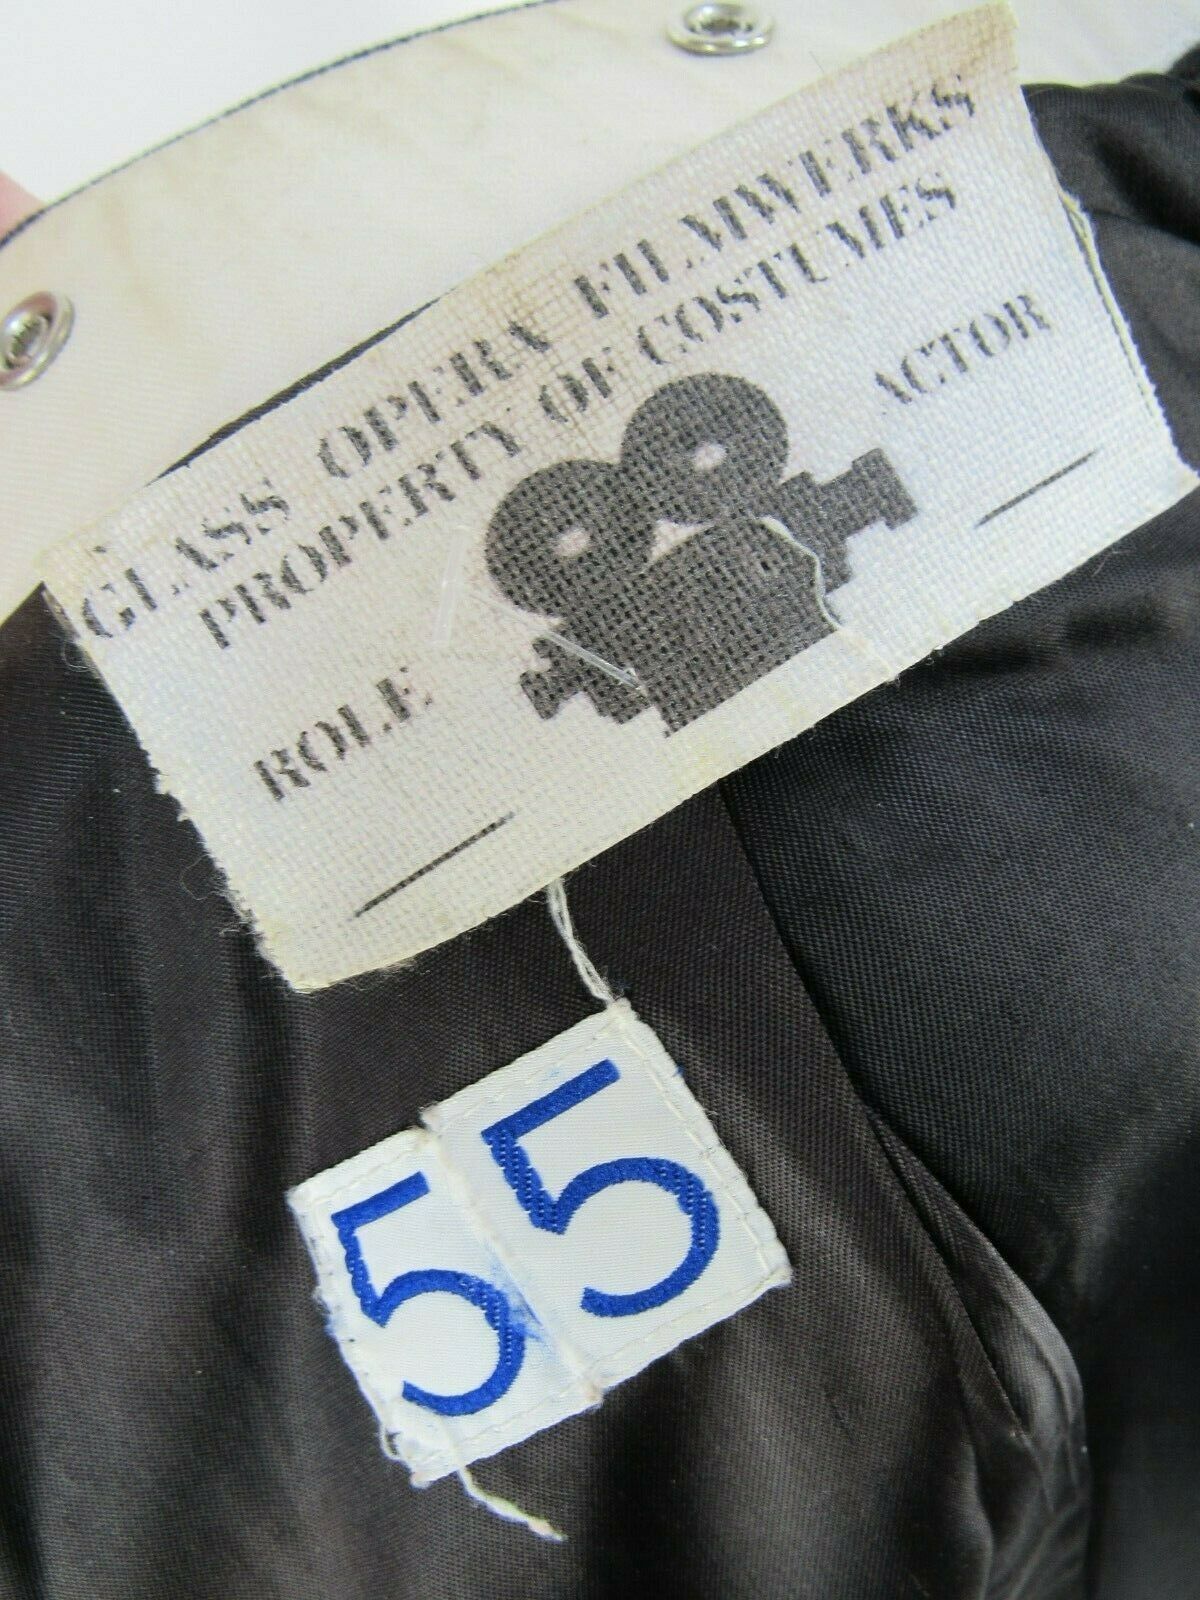 GLASS OPERA FILMWERKS
PROPERTY OF COSTUMES
ROLE ACTOR
55